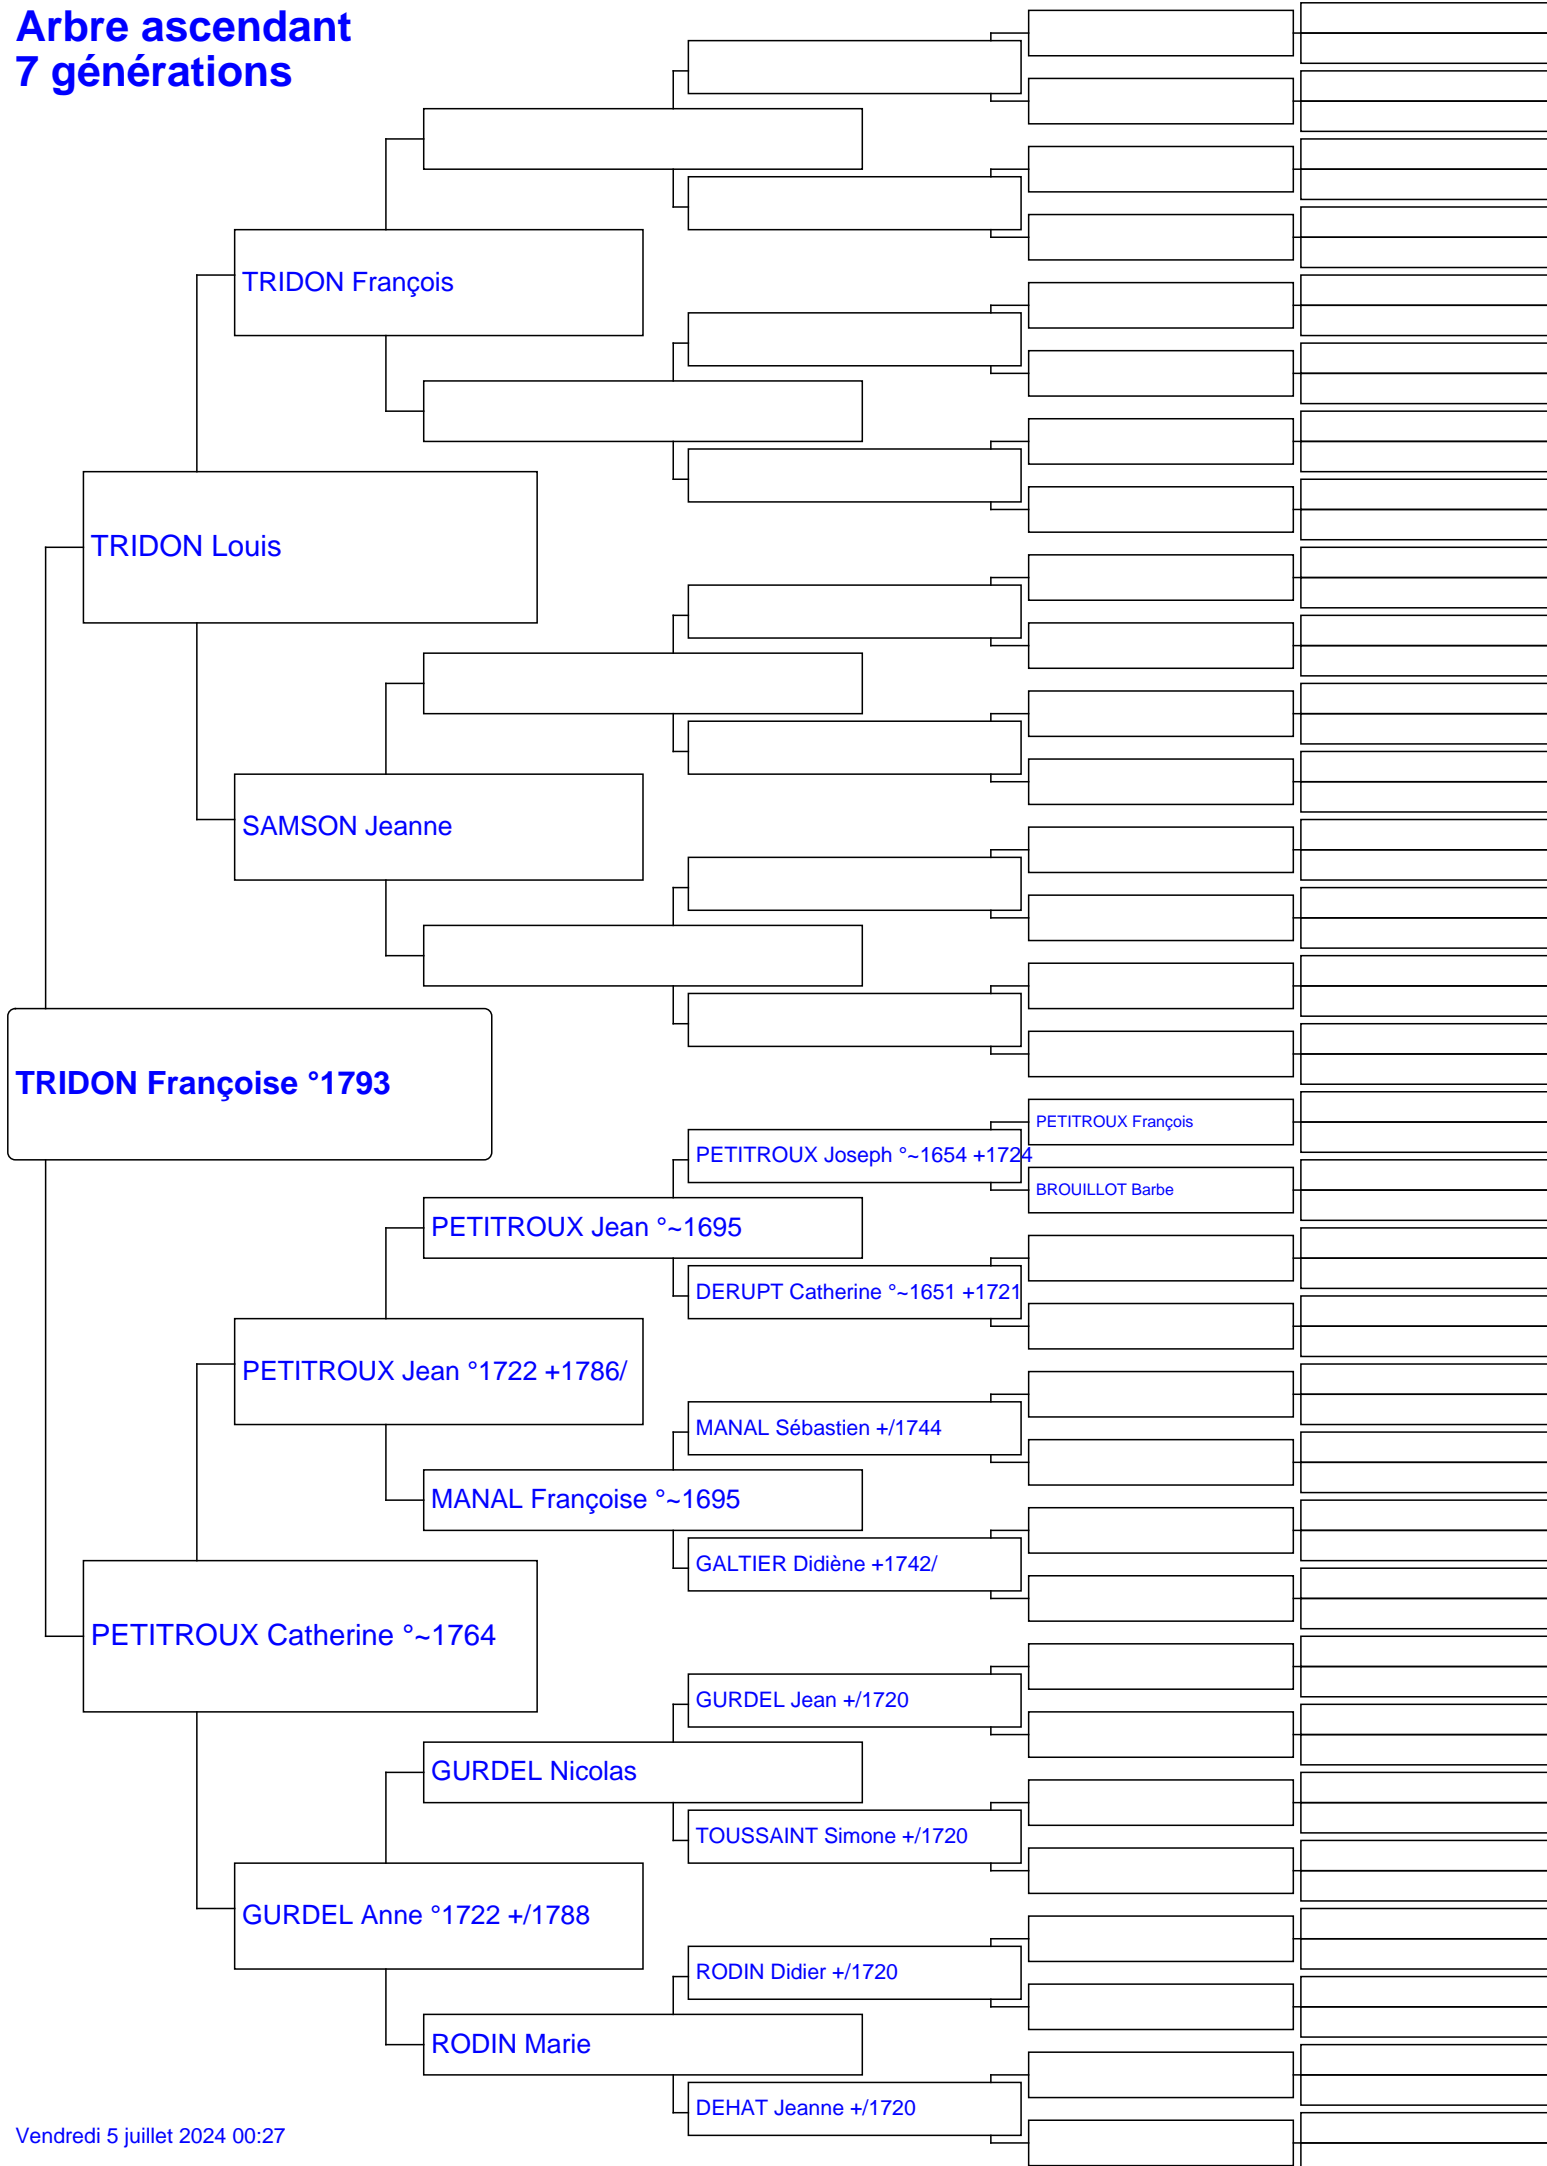 Arbre ascendant
7 générations
TRIDON François
TRIDON Louis
SAMSON Jeanne
TRIDON Françoise °1793
PETITROUX François
PETITROUX Joseph °~1654 +1724
BROUILLOT Barbe
PETITROUX Jean °~1695
DERUPT Catherine °~1651 +1721
PETITROUX Jean °1722 +1786/
MANAL Sébastien +/1744
MANAL Françoise °~1695
GALTIER Didiène +1742/
PETITROUX Catherine °~1764
GURDEL Jean +/1720
GURDEL Nicolas
TOUSSAINT Simone +/1720
GURDEL Anne °1722 +/1788
RODIN Didier +/1720
RODIN Marie
DEHAT Jeanne +/1720
Vendredi 5 juillet 2024 00:27